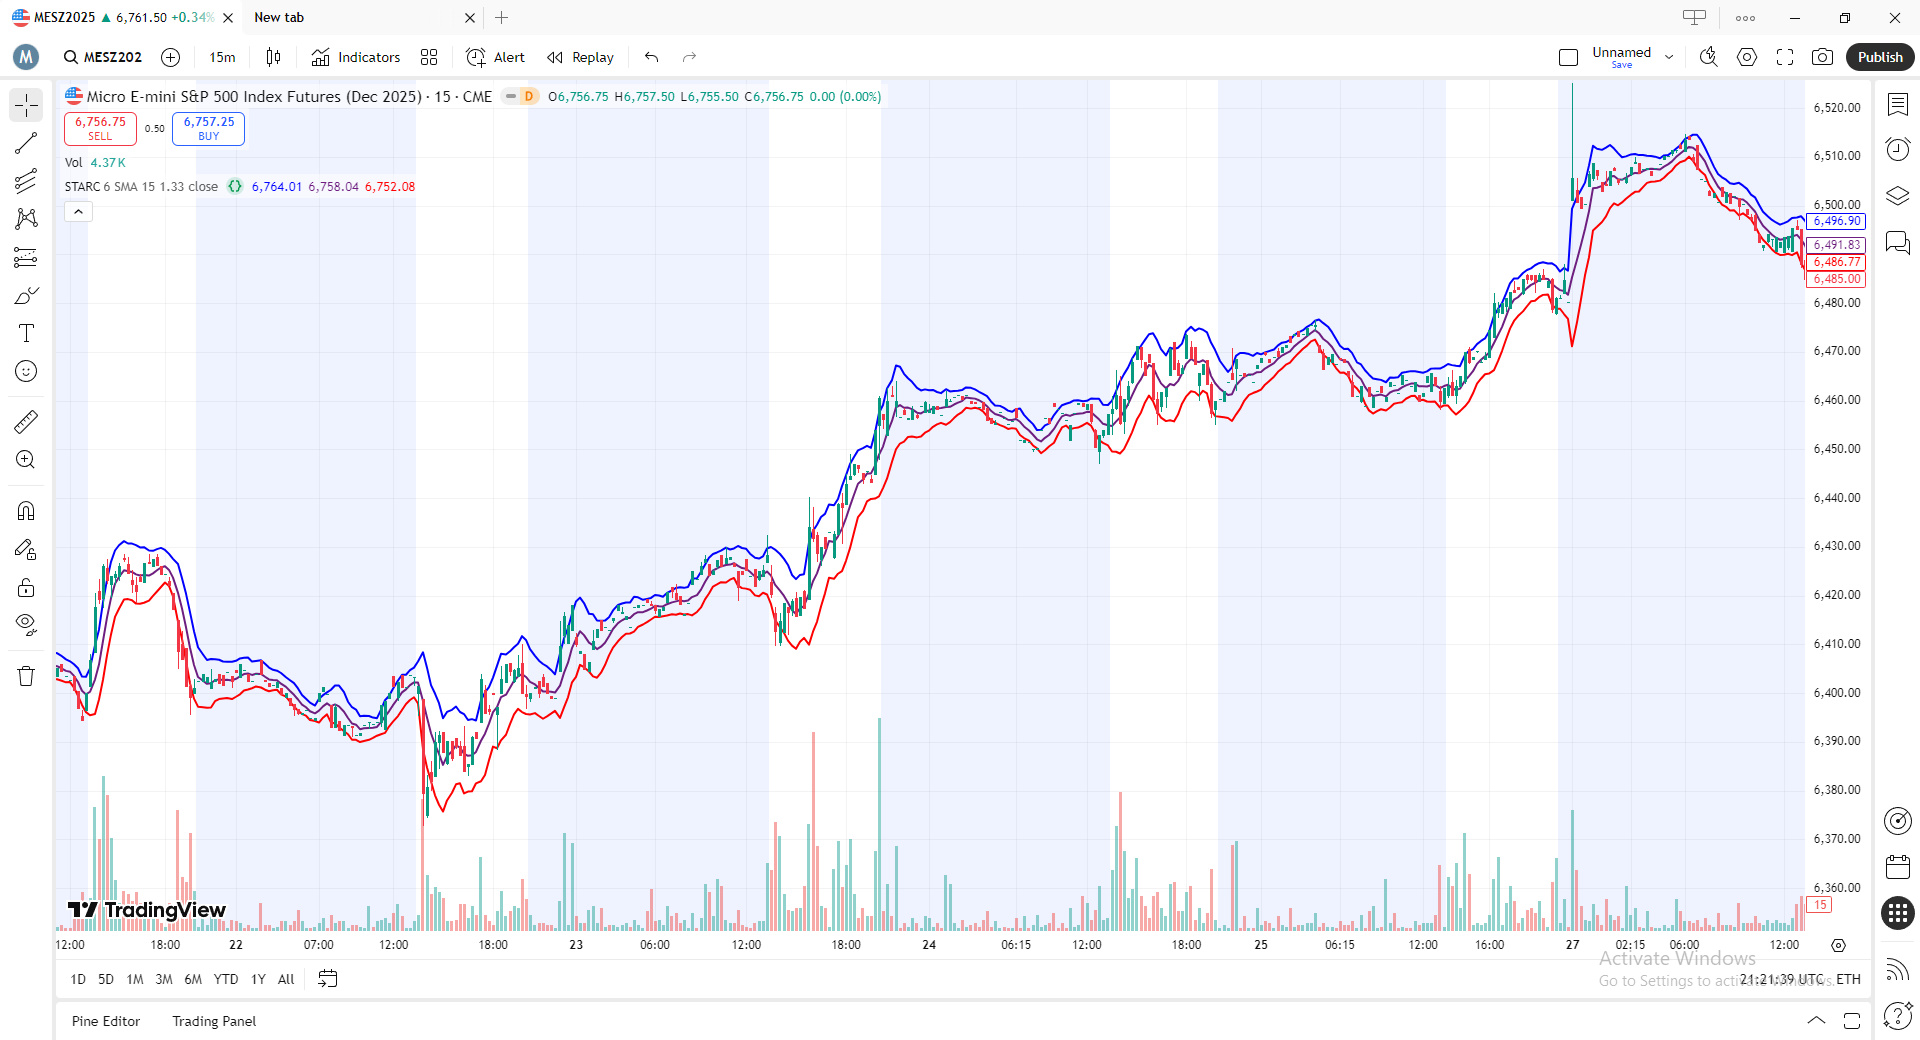 MESZ2025 ▲ 6,761.50 +0.34%
New tab
M
MESZ202
15m
Indicators
Alert
Replay
Unnamed
Save
Publish
Micro E-mini S&P 500 Index Futures (Dec 2025) · 15 · CME
D
O6,756.75 H6,757.50 L6,755.50 C6,756.75 0.00 (0.00%)
6,756.75
SELL
0.50
6,757.25
BUY
Vol 4.37K
STARC 6 SMA 15 1.33 close {} 6,764.01 6,758.04 6,752.08
6,520.00
6,510.00
6,500.00
6,496.90
6,491.83
6,486.77
6,485.00
6,480.00
6,470.00
6,460.00
6,450.00
6,440.00
6,430.00
6,420.00
6,410.00
6,400.00
6,390.00
6,380.00
6,370.00
6,360.00
15
TradingView
12:00 18:00 22 07:00 12:00 18:00 23 06:00 12:00 18:00 24 06:15 12:00 18:00 25 06:15 12:00 16:00 27 02:15 06:00 12:00
Activate Windows
Go to Settings to activate Windows.
1D 5D 1M 3M 6M YTD 1Y All
21:21:39 UTC ETH
Pine Editor Trading Panel